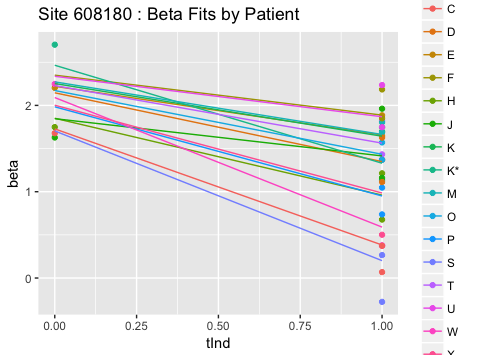 Site 608180 : Beta Fits by Patient
beta
2
1
0
0.00 0.25 0.50 0.75 1.00
tInd
C
D
E
F
H
J
K
K*
M
O
P
S
T
U
W